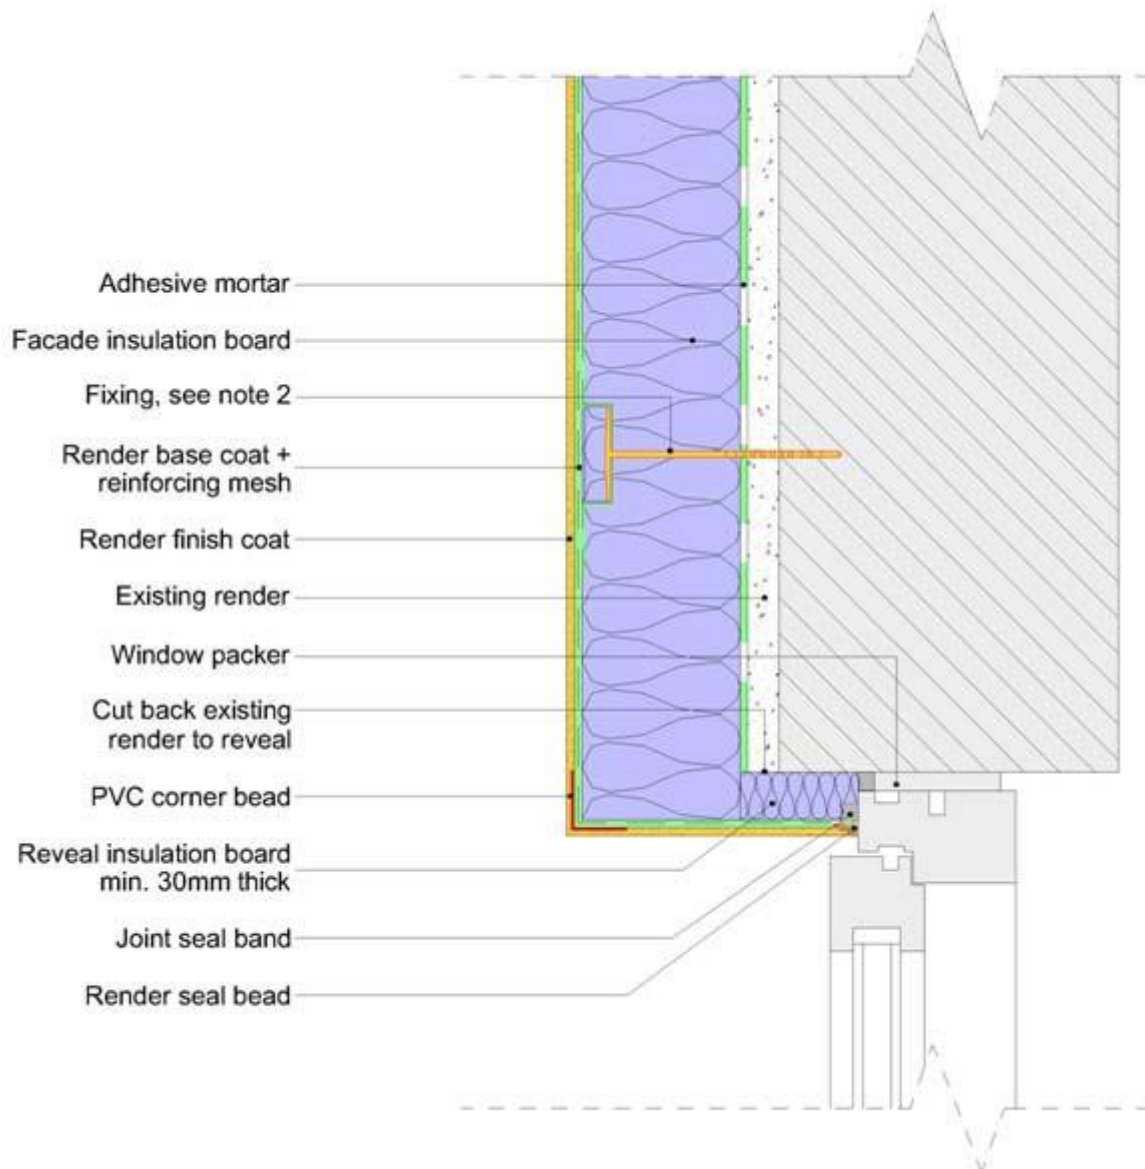 Adhesive mortar
Facade insulation board
Fixing, see note 2
Render base coat +
reinforcing mesh
Render finish coat
Existing render
Window packer
Cut back existing
render to reveal
PVC corner bead
Reveal insulation board
min. 30mm thick
Joint seal band
Render seal bead